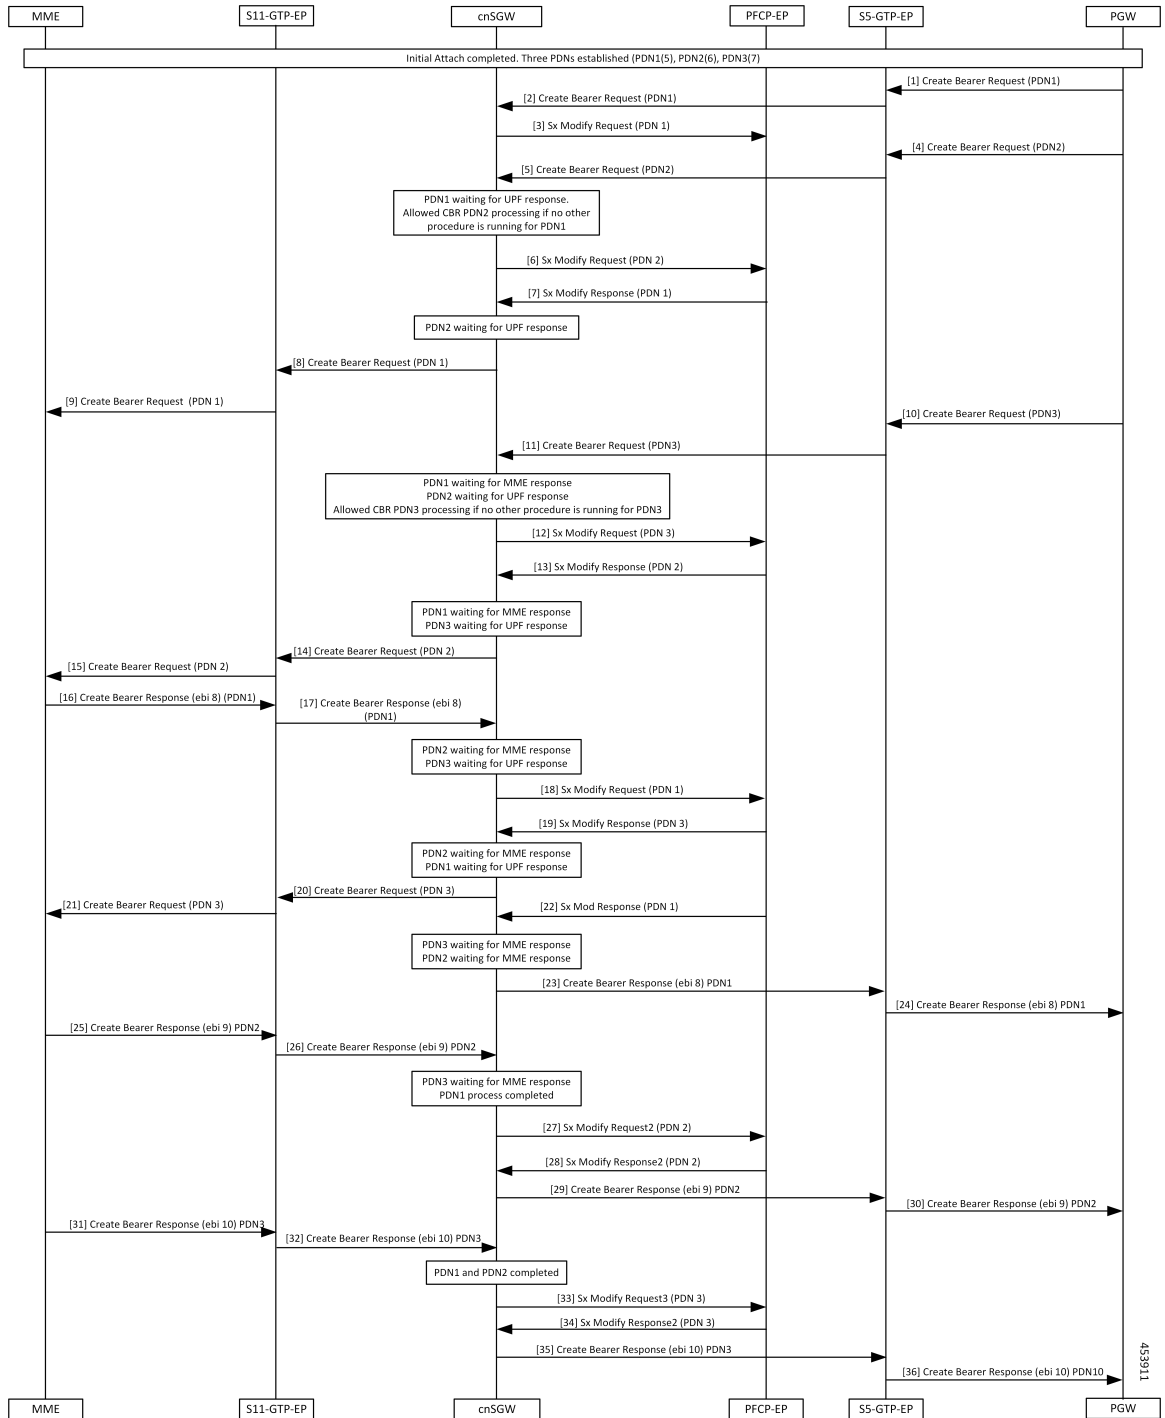 MME
S11-GTP-EP
cnSGW
PFCP-EP
S5-GTP-EP
PGW
Initial Attach completed. Three PDNs established (PDN1(5), PDN2(6), PDN3(7)
[1] Create Bearer Request (PDN1)
[2] Create Bearer Request (PDN1)
[3] Sx Modify Request (PDN 1)
[4] Create Bearer Request (PDN2)
[5] Create Bearer Request (PDN2)
PDN1 waiting for UPF response.
Allowed CBR PDN2 processing if no other
procedure is running for PDN1
[6] Sx Modify Request (PDN 2)
[7] Sx Modify Response (PDN 1)
PDN2 waiting for UPF response
[8] Create Bearer Request (PDN 1)
[9] Create Bearer Request  (PDN 1)
[10] Create Bearer Request (PDN3)
[11] Create Bearer Request (PDN3)
PDN1 waiting for MME response
PDN2 waiting for UPF response
Allowed CBR PDN3 processing if no other procedure is running for PDN3
[12] Sx Modify Request (PDN 3)
[13] Sx Modify Response (PDN 2)
PDN1 waiting for MME response
PDN3 waiting for UPF response
[14] Create Bearer Request (PDN 2)
[15] Create Bearer Request (PDN 2)
[16] Create Bearer Response (ebi 8) (PDN1)
[17] Create Bearer Response (ebi 8)
(PDN1)
PDN2 waiting for MME response
PDN3 waiting for UPF response
[18] Sx Modify Request (PDN 1)
[19] Sx Modify Response (PDN 3)
PDN2 waiting for MME response
PDN1 waiting for UPF response
[20] Create Bearer Request (PDN 3)
[21] Create Bearer Request (PDN 3)
[22] Sx Mod Response (PDN 1)
PDN3 waiting for MME response
PDN2 waiting for MME response
[23] Create Bearer Response (ebi 8) PDN1
[24] Create Bearer Response (ebi 8) PDN1
[25] Create Bearer Response (ebi 9) PDN2
[26] Create Bearer Response (ebi 9) PDN2
PDN3 waiting for MME response
PDN1 process completed
[27] Sx Modify Request2 (PDN 2)
[28] Sx Modify Response2 (PDN 2)
[29] Create Bearer Response (ebi 9) PDN2
[30] Create Bearer Response (ebi 9) PDN2
[31] Create Bearer Response (ebi 10) PDN3
[32] Create Bearer Response (ebi 10) PDN3
PDN1 and PDN2 completed
[33] Sx Modify Request3 (PDN 3)
[34] Sx Modify Response2 (PDN 3)
[35] Create Bearer Response (ebi 10) PDN3
[36] Create Bearer Response (ebi 10) PDN10
453911
MME
S11-GTP-EP
cnSGW
PFCP-EP
S5-GTP-EP
PGW